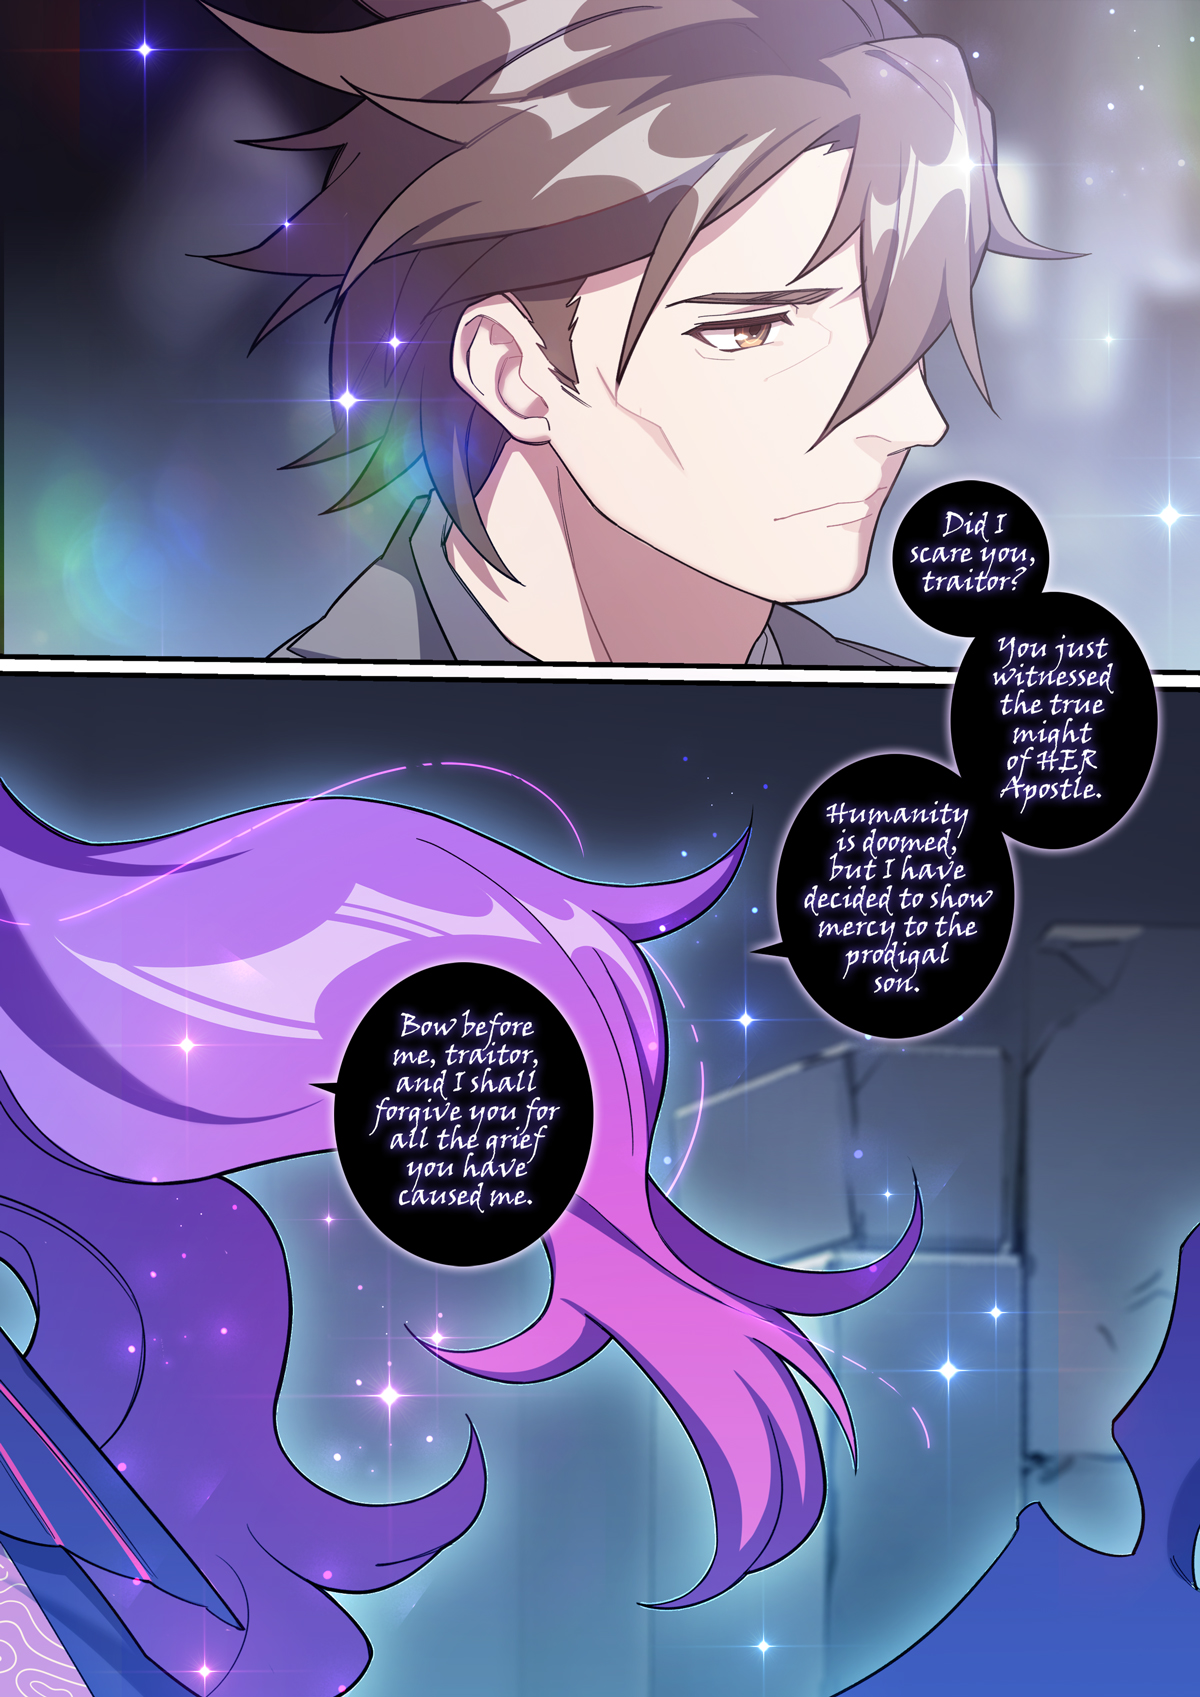 Did I
scare you,
traitor?
You just
witnessed
the true
might
of HER
Apostle.
Humanity
is doomed,
but I have
decided to show
mercy to the
prodigal
son.
Bow before
me, traitor,
and I shall
forgive you for
all the grief
you have
caused me.